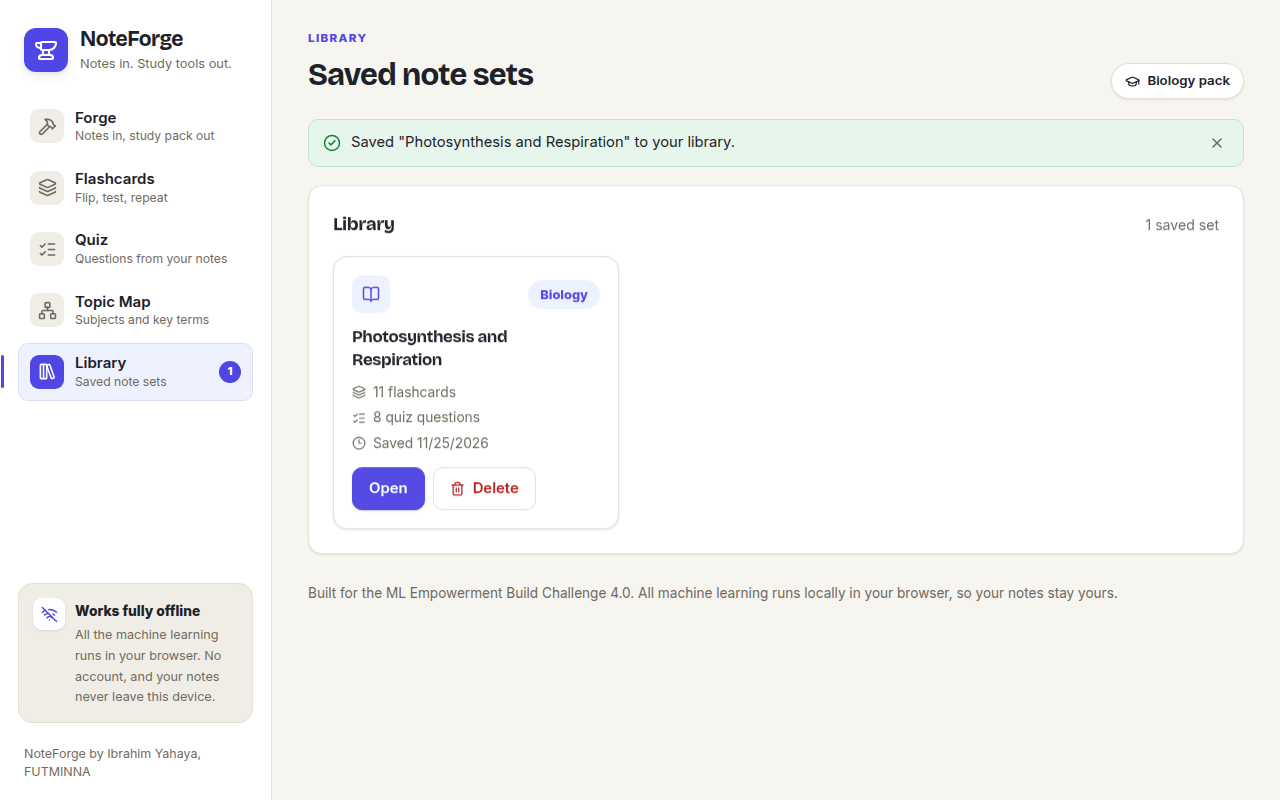 NoteForge
Notes in. Study tools out.
Forge
Notes in, study pack out
Flashcards
Flip, test, repeat
Quiz
Questions from your notes
Topic Map
Subjects and key terms
Library
Saved note sets
1
Works fully offline
All the machine learning
runs in your browser. No
account, and your notes
never leave this device.
NoteForge by Ibrahim Yahaya,
FUTMINNA
LIBRARY
Saved note sets
Biology pack
Saved "Photosynthesis and Respiration" to your library.
Library
1 saved set
Biology
Photosynthesis and
Respiration
11 flashcards
8 quiz questions
Saved 11/25/2026
Open
Delete
Built for the ML Empowerment Build Challenge 4.0. All machine learning runs locally in your browser, so your notes stay yours.